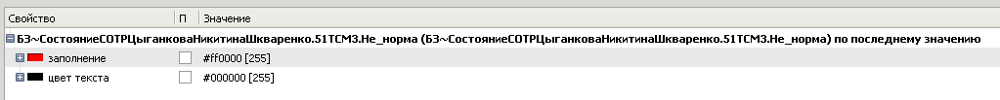 Свойство П Значение
БЗ~СостояниеСОТРЦыганковаНикитинаШкваренко.51ТСМ3.Не_норма (БЗ~СостояниеСОТРЦыганковаНикитинаШкваренко.51ТСМ3.Не_норма) по последнему значению
заполнение #ff0000 [255]
цвет текста #000000 [255]